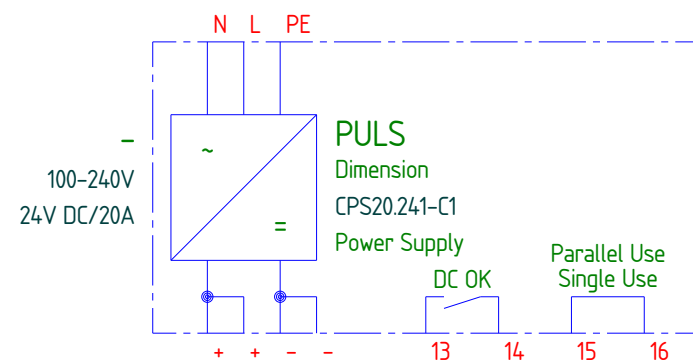 N L PE
PULS
Dimension
CPS20.241-C1
Power Supply
-
100-240V
24V DC/20A
~
=
DC OK
Parallel Use
Single Use
+ + - -
13 14 15 16